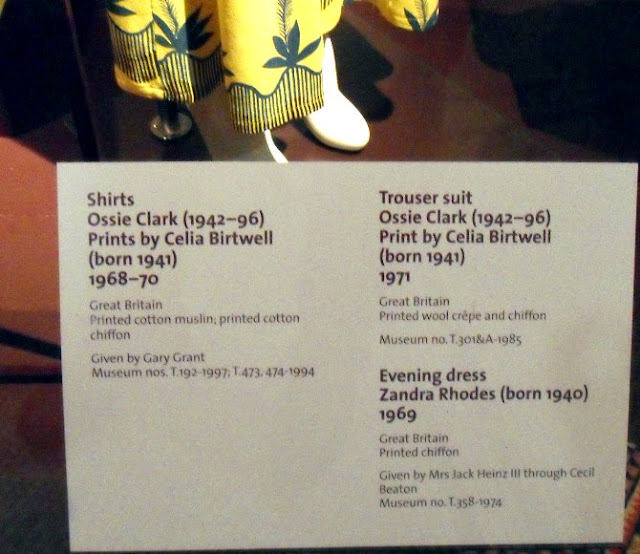 Shirts
Ossie Clark (1942–96)
Prints by Celia Birtwell
(born 1941)
1968–70
Great Britain
Printed cotton muslin; printed cotton
chiffon
Given by Gary Grant
Museum nos. T.192-1997; T.473, 474-1994
Trouser suit
Ossie Clark (1942–96)
Print by Celia Birtwell
(born 1941)
1971
Great Britain
Printed wool crêpe and chiffon
Museum no. T.301&A-1985
Evening dress
Zandra Rhodes (born 1940)
1969
Great Britain
Printed chiffon
Given by Mrs Jack Heinz III through Cecil
Beaton
Museum no. T.358-1974